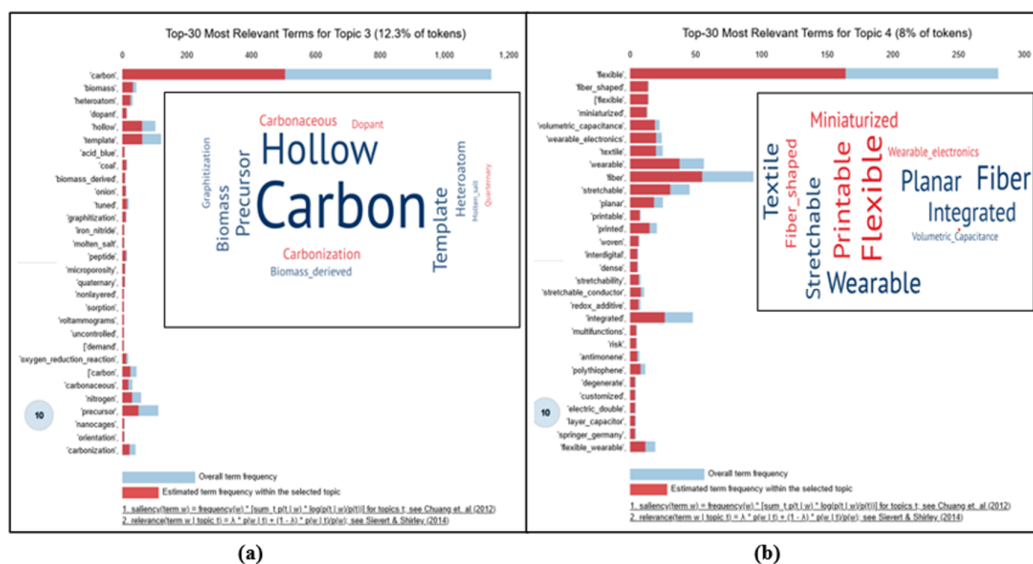 Top-30 Most Relevant Terms for Topic 3 (12.3% of tokens)
0 200 400 600 800 1,000 1,200
'carbon',
'biomass',
'heteroatom',
'dopant',
'hollow',
'template',
'acid_blue',
'coal',
'biomass_derived',
'onion',
'tuned',
'graphitization',
'iron_nitride',
'molten_salt',
'peptide',
'microporosity',
'quaternary',
'nonlayered',
'sorption',
'voltammograms',
'uncontrolled',
['demand',
'oxygen_reduction_reaction',
['carbon',
'carbonaceous',
'nitrogen',
'precursor',
'nanocages',
'orientation',
'carbonization',
10
Carbonaceous
Dopant
Graphitization
Biomass
Precursor
Hollow
Carbon
Template
Heteroatom
Molten_salt
Quarternary
Carbonization
Biomass_derieved
Overall term frequency
Estimated term frequency within the selected topic
1. saliency(term w) = frequency(w) * [sum_t p(t | w) * log(p(t | w)/p(t))] for topics t; see Chuang et. al (2012)
2. relevance(term w | topic t) = λ * p(w | t) + (1 - λ) * p(w | t)/p(w); see Sievert & Shirley (2014)
(a)
Top-30 Most Relevant Terms for Topic 4 (8% of tokens)
0 50 100 150 200 250 300
'flexible',
'fiber_shaped',
['flexible',
'miniaturized',
'volumetric_capacitance',
'wearable_electronics',
'textile',
'wearable',
'fiber',
'stretchable',
'planar',
'printable',
'printed',
'woven',
'interdigital',
'dense',
'stretchability',
'stretchable_conductor',
'redox_additive',
'integrated',
'multifunctions',
'risk',
'antimonene',
'polythiophene',
'degenerate',
'customized',
'electric_double',
'layer_capacitor',
'springer_germany',
'flexible_wearable',
10
Miniaturized
Textile
Fiber_shaped
Stretchable
Printable
Flexible
Wearable_electronics
Planar
Fiber
Integrated
Volumetric_Capacitance
Wearable
Overall term frequency
Estimated term frequency within the selected topic
1. saliency(term w) = frequency(w) * [sum_t p(t | w) * log(p(t | w)/p(t))] for topics t; see Chuang et. al (2012)
2. relevance(term w | topic t) = λ * p(w | t) + (1 - λ) * p(w | t)/p(w); see Sievert & Shirley (2014)
(b)